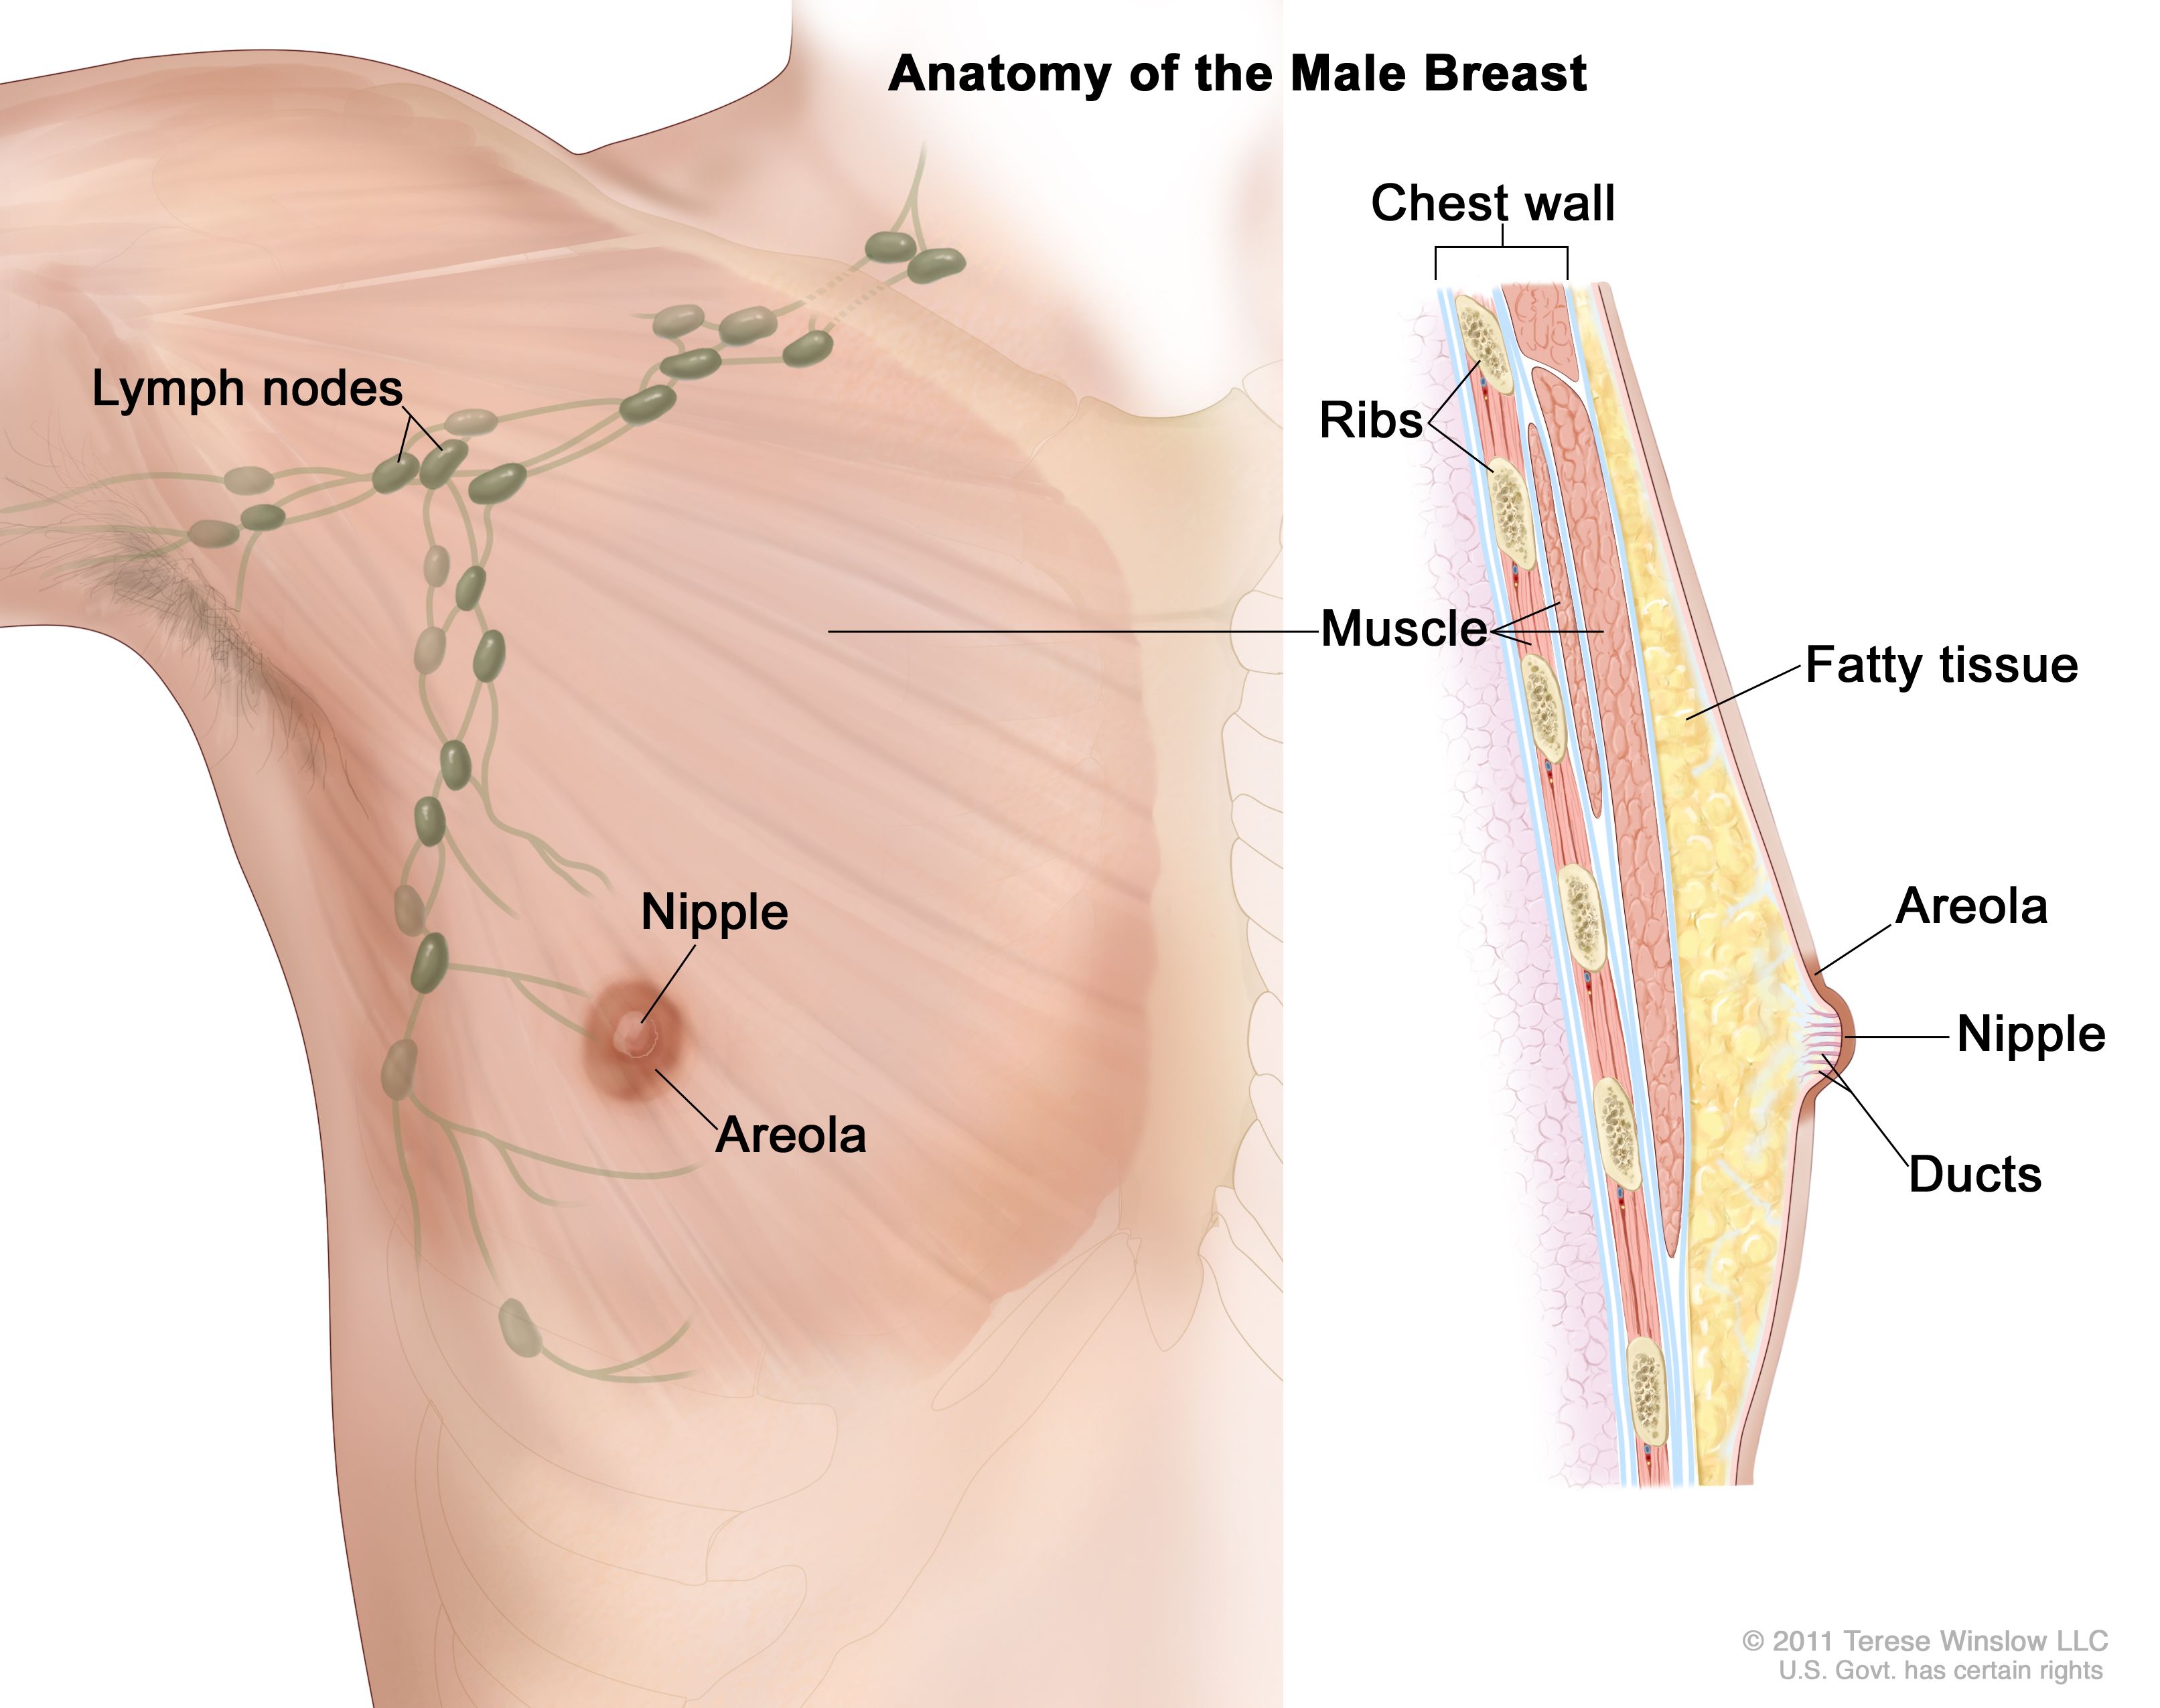 Anatomy of the Male Breast
Chest wall
Lymph nodes
Ribs
Muscle
Fatty tissue
Nipple
Areola
Areola
Nipple
Ducts
© 2011 Terese Winslow LLC
U.S. Govt. has certain rights